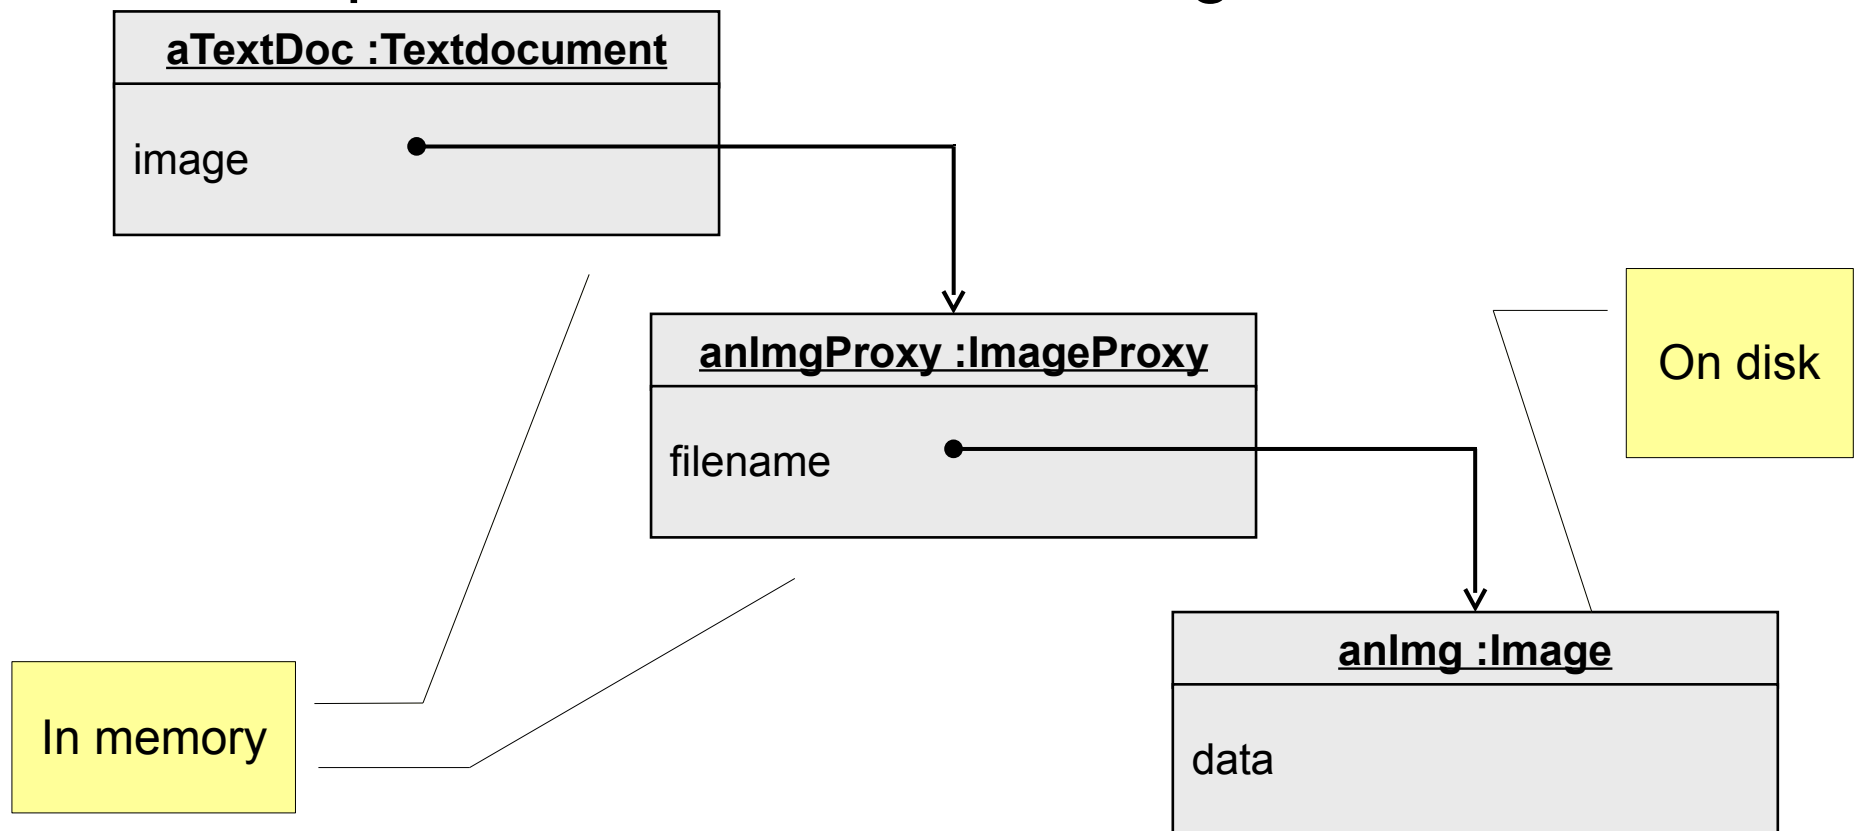 aTextDoc :Textdocument
image
anImgProxy :ImageProxy
On disk
filename
anImg :Image
In memory
data